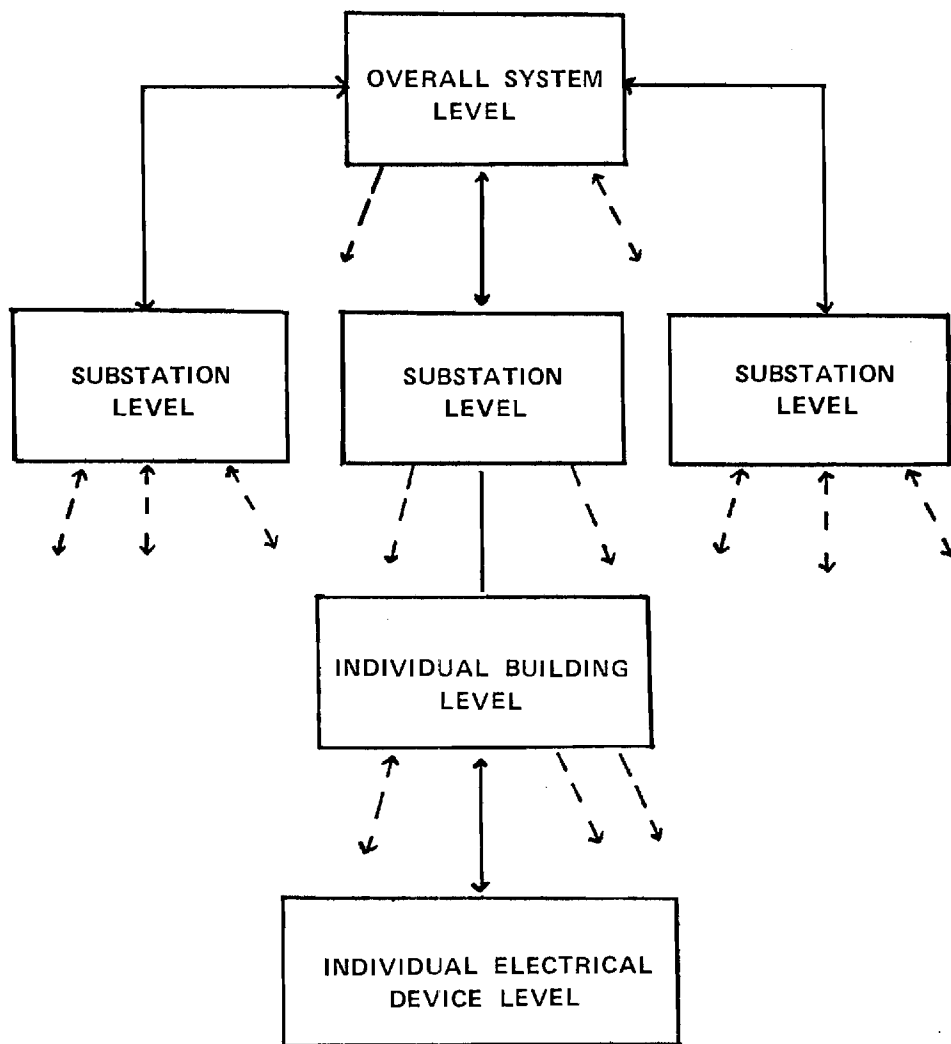 OVERALL SYSTEM
LEVEL
SUBSTATION
LEVEL
SUBSTATION
LEVEL
SUBSTATION
LEVEL
INDIVIDUAL BUILDING
LEVEL
INDIVIDUAL ELECTRICAL
DEVICE LEVEL